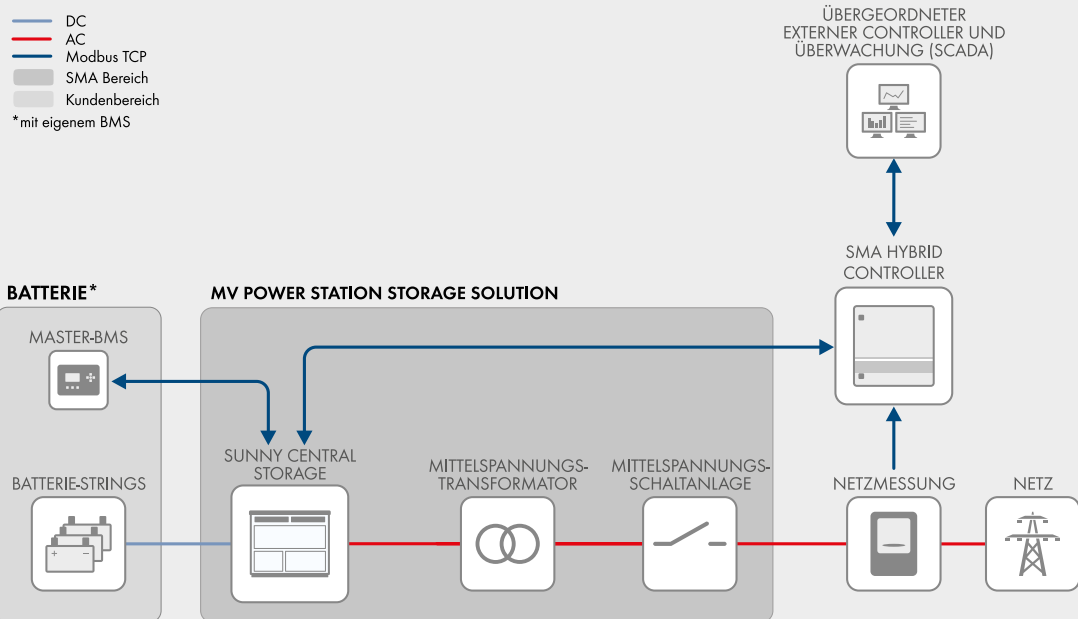 DC
AC
Modbus TCP
SMA Bereich
Kundenbereich
*mit eigenem BMS
ÜBERGEORDNETER
EXTERNER CONTROLLER UND
ÜBERWACHUNG (SCADA)
SMA HYBRID
CONTROLLER
BATTERIE*
MV POWER STATION STORAGE SOLUTION
MASTER-BMS
SUNNY CENTRAL
STORAGE
BATTERIE-STRINGS
MITTELSPANNUNGS-
TRANSFORMATOR
MITTELSPANNUNGS-
SCHALTANLAGE
NETZMESSUNG
NETZ